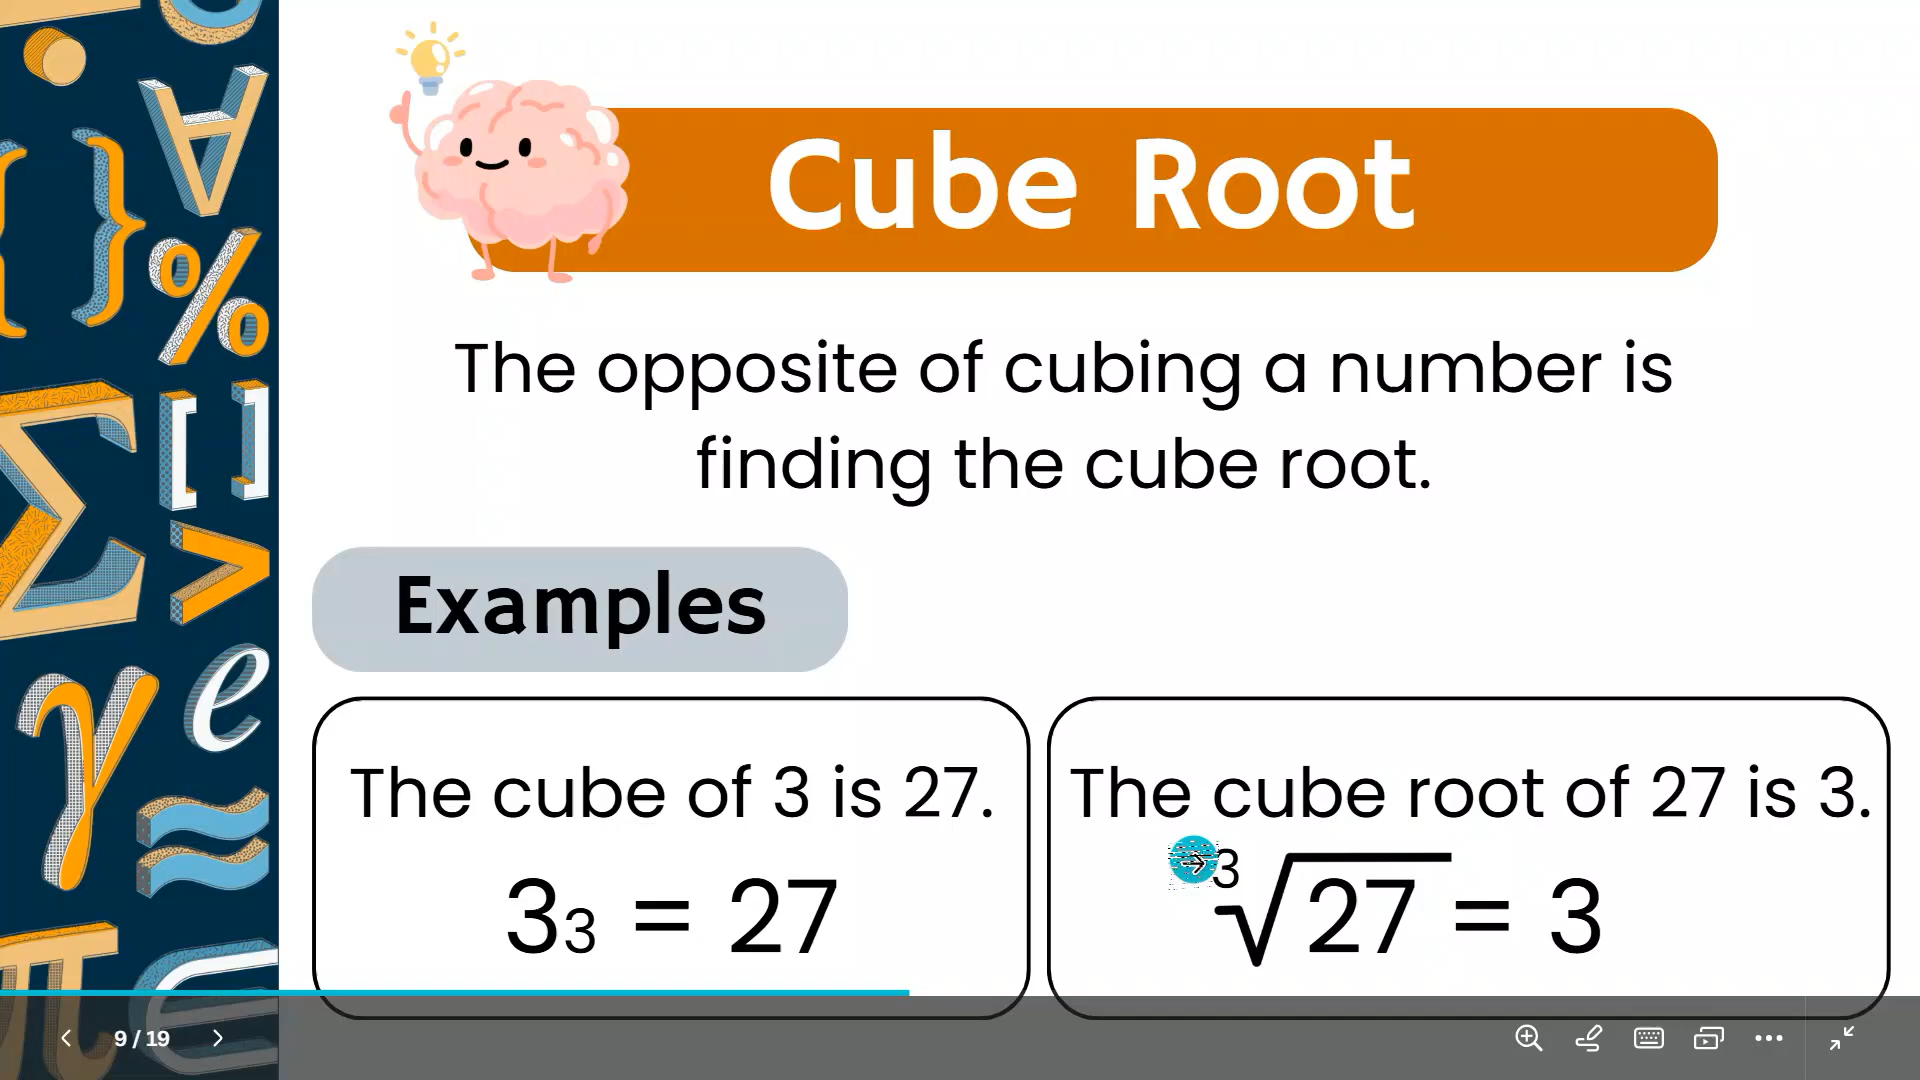 Cube Root
The opposite of cubing a number is
finding the cube root.
Examples
The cube of 3 is 27.
3₃ = 27
The cube root of 27 is 3.
³√27 = 3
9 / 19